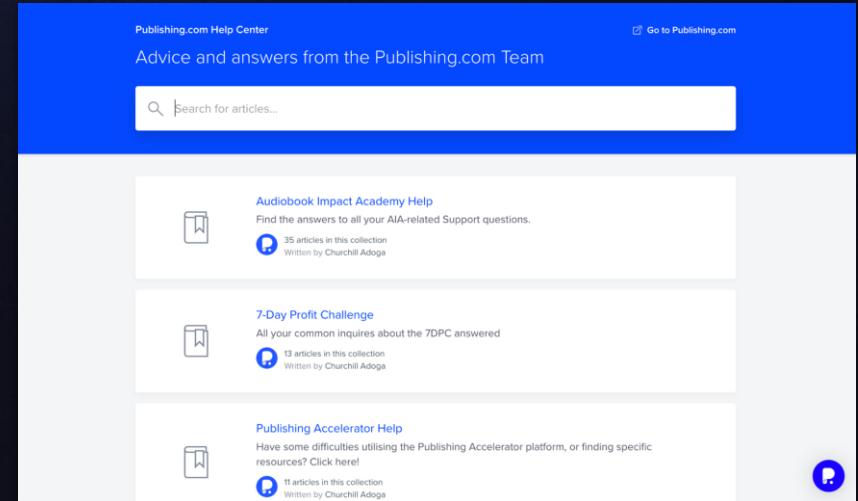 Publishing.com Help Center
Go to Publishing.com
Advice and answers from the Publishing.com Team
Search for articles...
Audiobook Impact Academy Help
Find the answers to all your AIA-related Support questions.
35 articles in this collection
Written by Churchill Adoga
7-Day Profit Challenge
All your common inquires about the 7DPC answered
13 articles in this collection
Written by Churchill Adoga
Publishing Accelerator Help
Have some difficulties utilising the Publishing Accelerator platform, or finding specific
resources? Click here!
11 articles in this collection
Written by Churchill Adoga